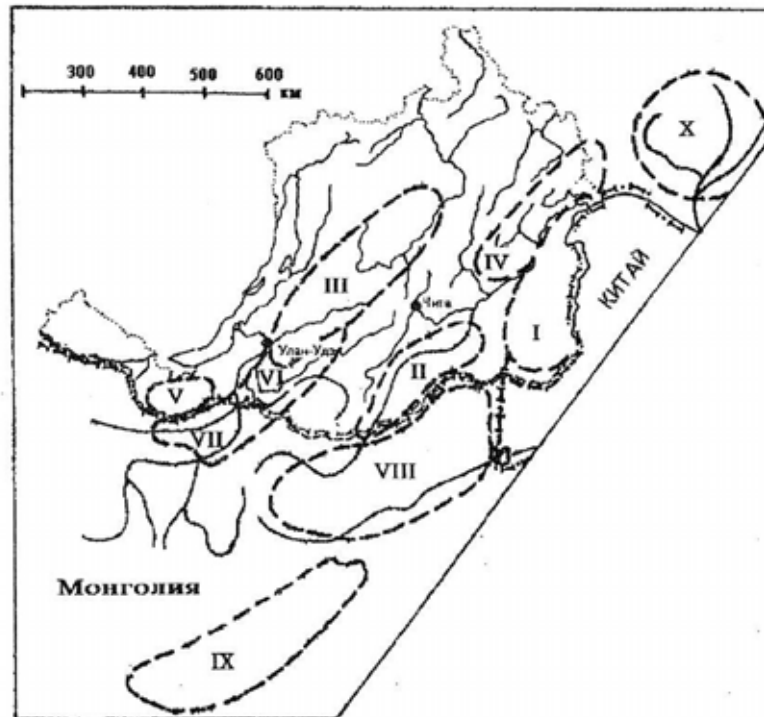 300 400 500 600
км
X
КИТАЙ
IV
III
Чита
I
Улан-Удэ
II
VI
V
VII
VIII
Монголия
IX